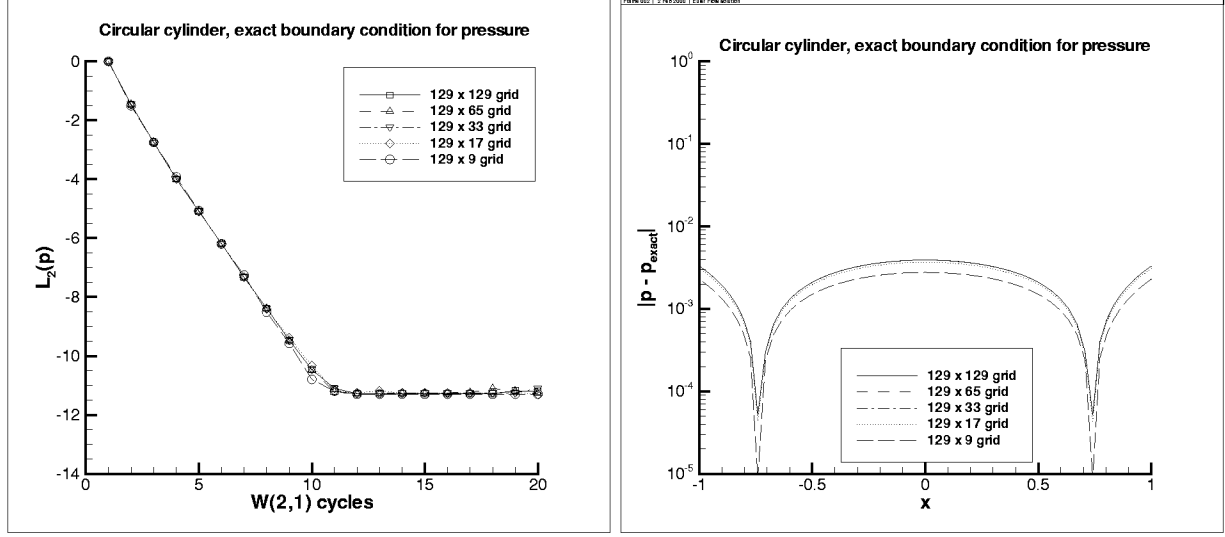 Circular cylinder, exact boundary condition for pressure
0
-2
-4
-6
-8
-10
-12
-14
L2(p)
129 x 129 grid
129 x 65 grid
129 x 33 grid
129 x 17 grid
129 x 9 grid
0 5 10 15 20
W(2,1) cycles
Circular cylinder, exact boundary condition for pressure
10^0
10^-1
10^-2
10^-3
10^-4
10^-5
|p - p_exact|
129 x 129 grid
129 x 65 grid
129 x 33 grid
129 x 17 grid
129 x 9 grid
-1 -0.5 0 0.5 1
x